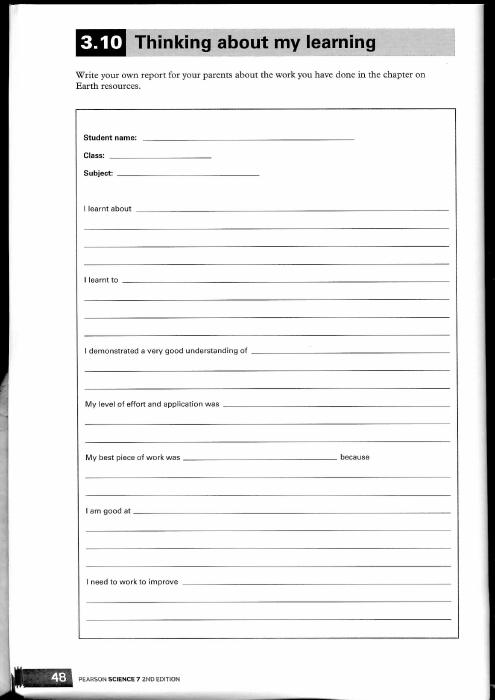 3.10 Thinking about my learning
Write your own report for your parents about the work you have done in the chapter on
Earth resources.
Student name:
Class:
Subject:
I learnt about
I learnt to
I demonstrated a very good understanding of
My level of effort and application was
My best piece of work was because
I am good at
I need to work to improve
48 PEARSON SCIENCE 7 2ND EDITION